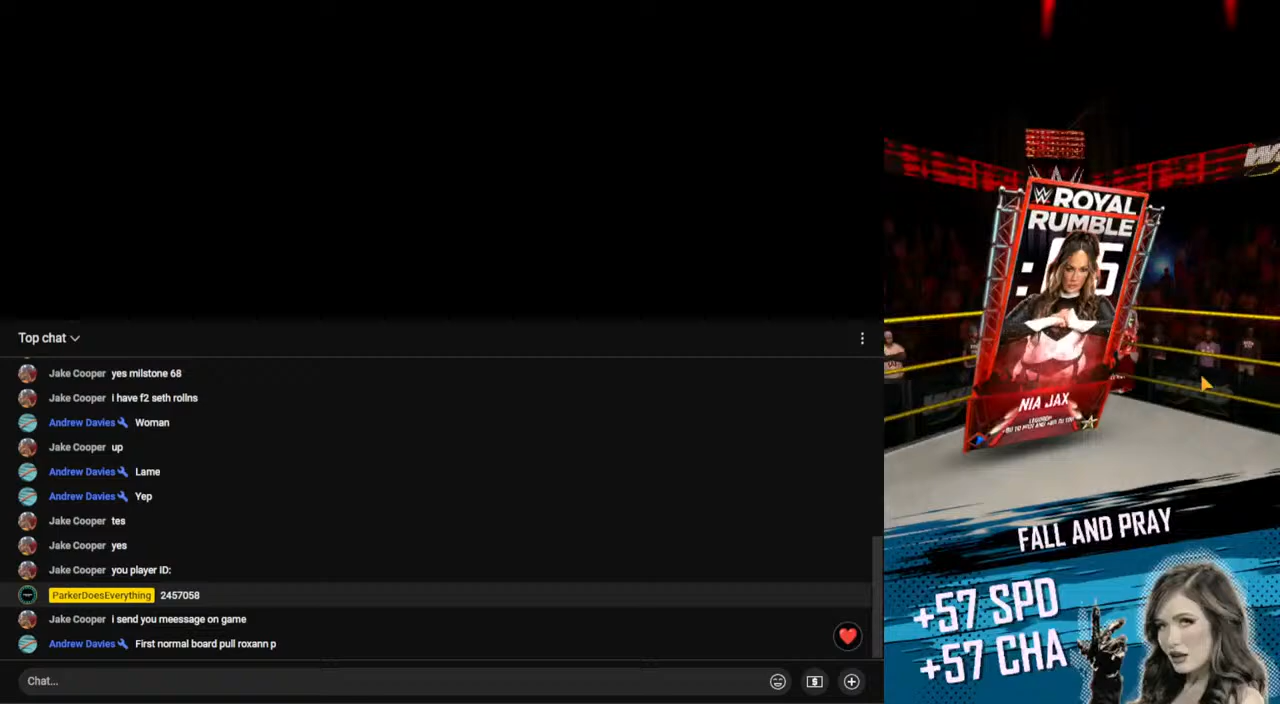 Top chat
Jake Cooper yes milstone 68
Jake Cooper i have f2 seth rollns
Andrew Davies Woman
Jake Cooper up
Andrew Davies Lame
Andrew Davies Yep
Jake Cooper tes
Jake Cooper yes
Jake Cooper you player ID:
ParkerDoesEverything 2457058
Jake Cooper i send you meessage on game
Andrew Davies First normal board pull roxann p
Chat...
ROYAL
RUMBLE
NIA JAX
FALL AND PRAY
+57 SPD
+57 CHA